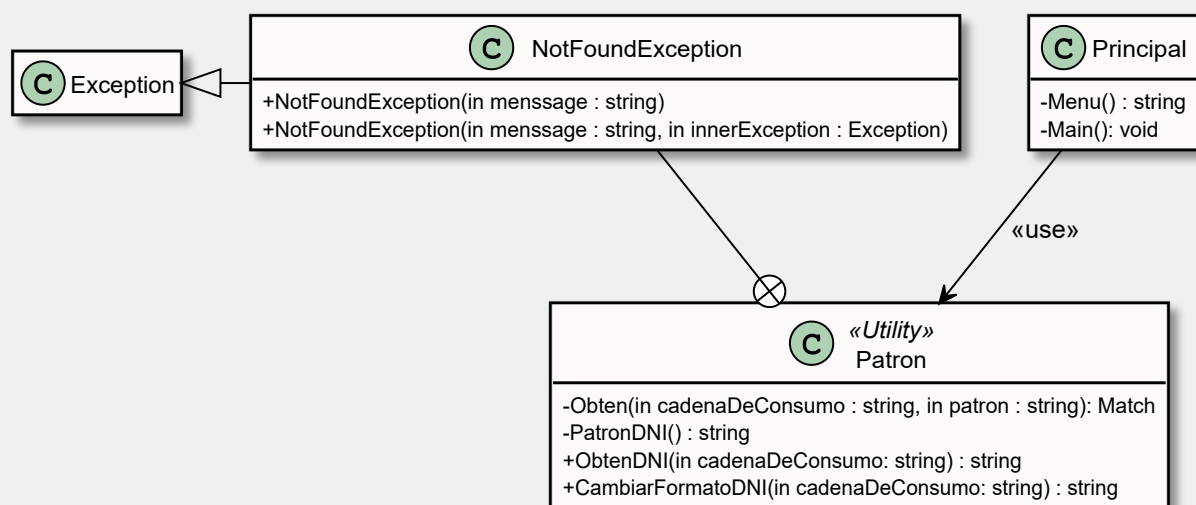 C Exception
C NotFoundException
+NotFoundException(in menssage : string)
+NotFoundException(in menssage : string, in innerException : Exception)
C Principal
-Menu() : string
-Main(): void
«use»
«Utility»
C Patron
-Obten(in cadenaDeConsumo : string, in patron : string): Match
-PatronDNI() : string
+ObtenDNI(in cadenaDeConsumo: string) : string
+CambiarFormatoDNI(in cadenaDeConsumo: string) : string